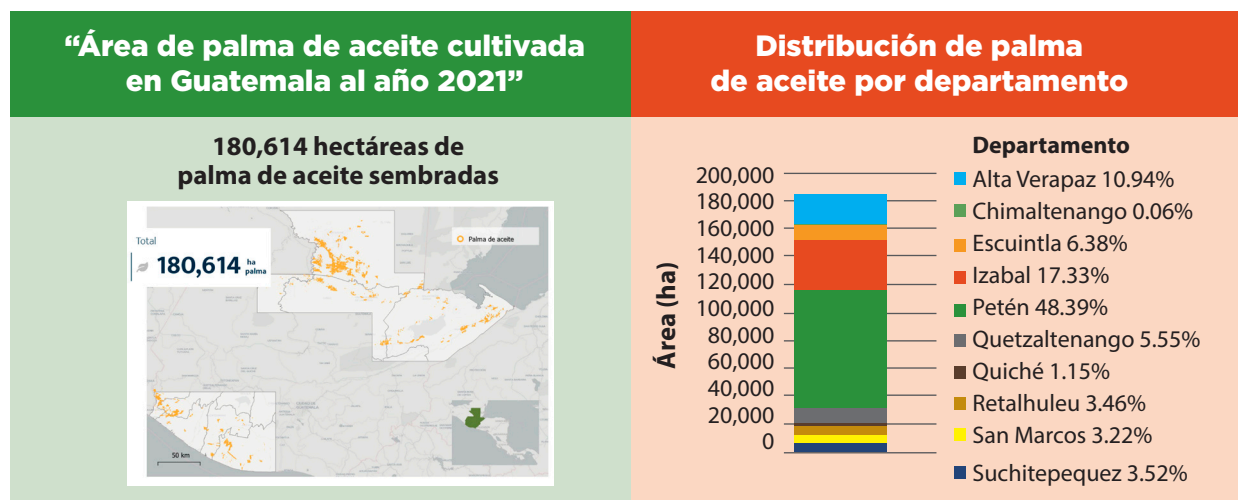 “Área de palma de aceite cultivada
en Guatemala al año 2021”
180,614 hectáreas de
palma de aceite sembradas
Total
180,614 ha
palma
Palma de aceite
50 km
Distribución de palma
de aceite por departamento
Área (ha)
200,000
180,000
160,000
140,000
120,000
100,000
80,000
60,000
40,000
20,000
0
Departamento
Alta Verapaz 10.94%
Chimaltenango 0.06%
Escuintla 6.38%
Izabal 17.33%
Petén 48.39%
Quetzaltenango 5.55%
Quiché 1.15%
Retalhuleu 3.46%
San Marcos 3.22%
Suchitepequez 3.52%